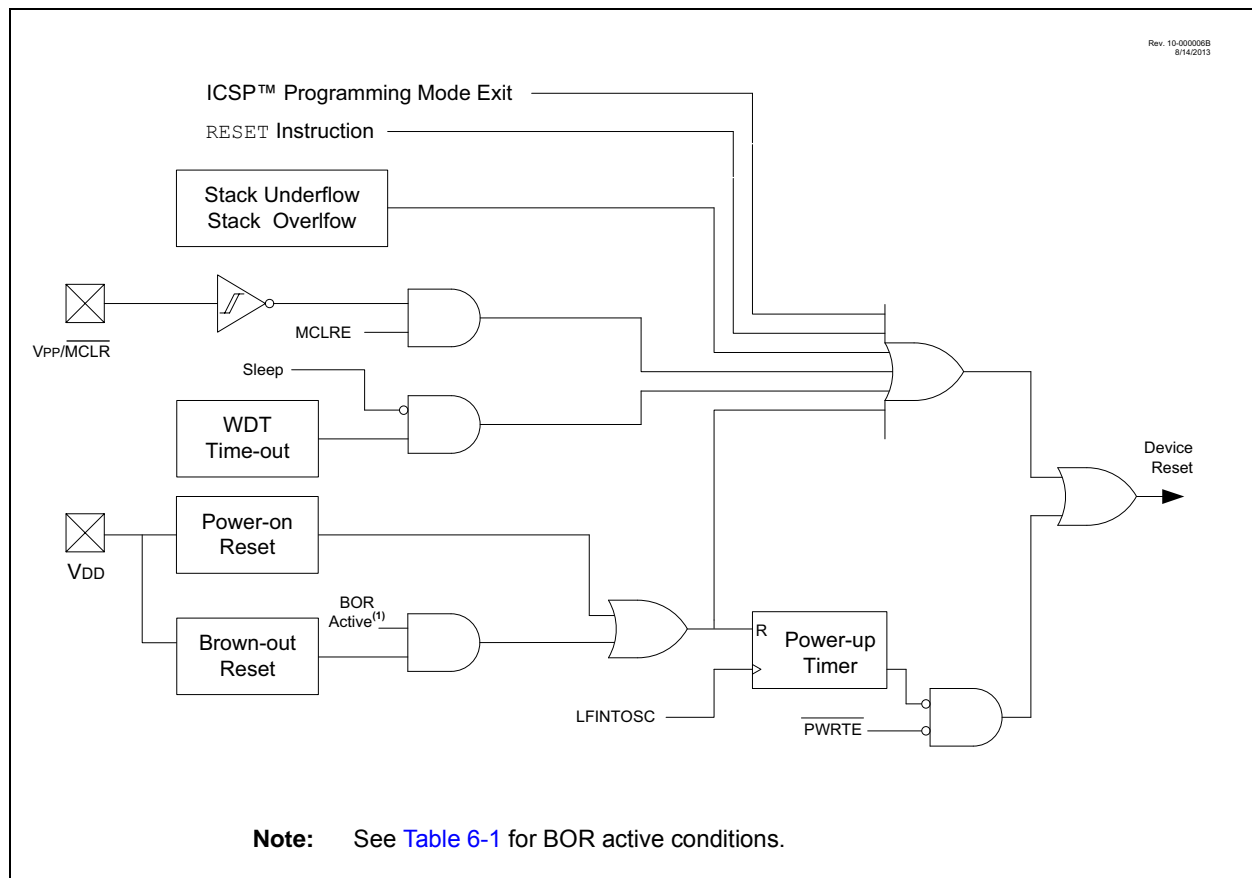 Rev. 10-000006B
8/14/2013
ICSP™ Programming Mode Exit
RESET Instruction
Stack Underflow
Stack Overlfow
VPP/MCLR
MCLRE
Sleep
WDT
Time-out
Device
Reset
VDD
Power-on
Reset
BOR
Active(1)
Brown-out
Reset
R
Power-up
Timer
LFINTOSC
PWRTE
Note: See Table 6-1 for BOR active conditions.